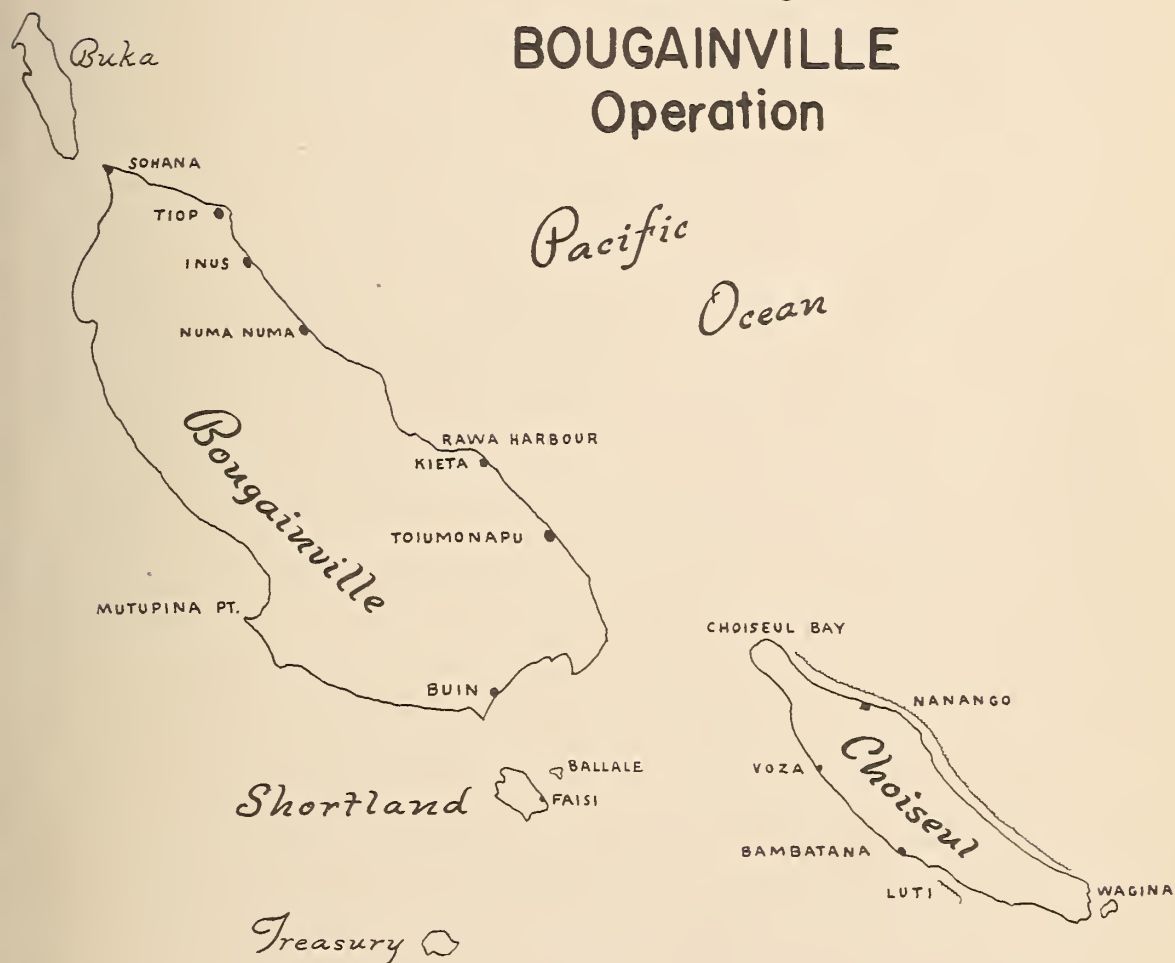 BOUGAINVILLE
Operation
Buka
SOHANA
TIOP
INUS
NUMA NUMA
Pacific
Ocean
Bougainville
RAWA HARBOUR
KIETA
TOIUMONAPU
MUTUPINA PT.
BUIN
CHOISEUL BAY
NANANGO
VOZA
Choiseul
BAMBATANA
LUTI
WAGINA
BALLALE
Shortland
FAISI
Treasury